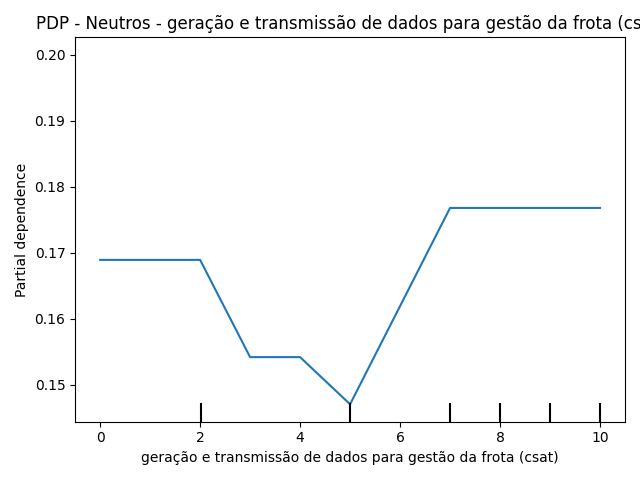 PDP - Neutros - geração e transmissão de dados para gestão da frota (cs
0.20
0.19
0.18
0.17
0.16
0.15
Partial dependence
0 2 4 6 8 10
geração e transmissão de dados para gestão da frota (csat)